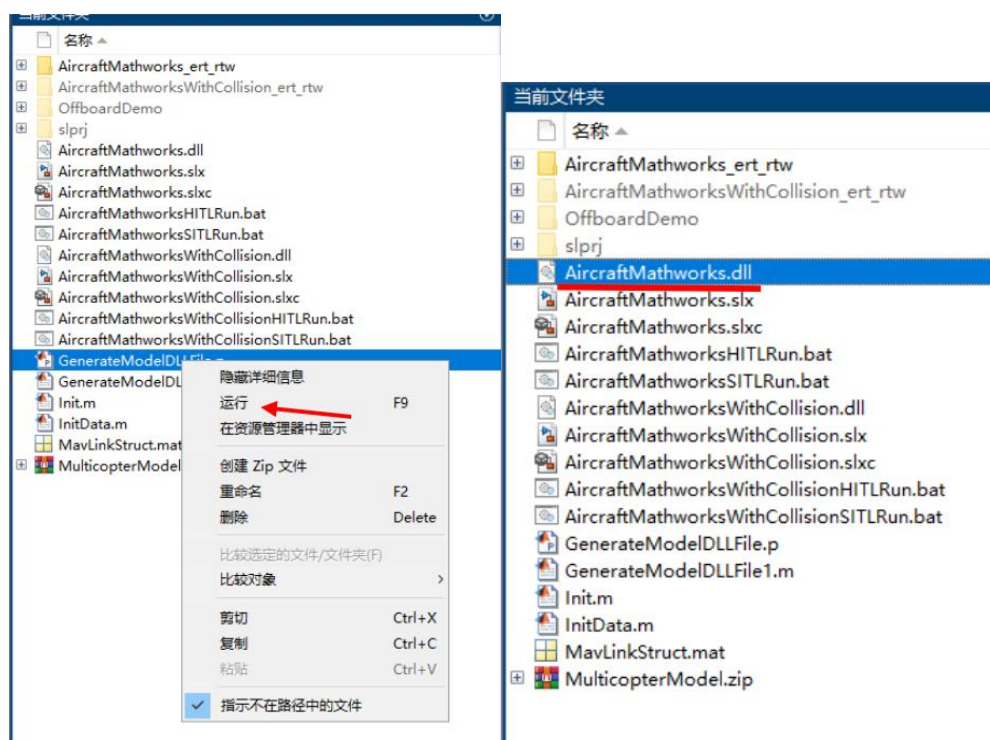 当前文件夹
名称
AircraftMathworks_ert_rtw
AircraftMathworksWithCollision_ert_rtw
OffboardDemo
slprj
AircraftMathworks.dll
AircraftMathworks.slx
AircraftMathworks.slxc
AircraftMathworksHITLRun.bat
AircraftMathworksSITLRun.bat
AircraftMathworksWithCollision.dll
AircraftMathworksWithCollision.slx
AircraftMathworksWithCollision.slxc
AircraftMathworksWithCollisionHITLRun.bat
AircraftMathworksWithCollisionSITLRun.bat
GenerateModelDLLFile.p
GenerateModelDL
Init.m
InitData.m
MavLinkStruct.mat
MulticopterModel
隐藏详细信息
运行 F9
在资源管理器中显示
创建 Zip 文件
重命名 F2
删除 Delete
比较选定的文件/文件夹(F)
比较对象
剪切 Ctrl+X
复制 Ctrl+C
粘贴 Ctrl+V
指示不在路径中的文件
当前文件夹
名称
AircraftMathworks_ert_rtw
AircraftMathworksWithCollision_ert_rtw
OffboardDemo
slprj
AircraftMathworks.dll
AircraftMathworks.slx
AircraftMathworks.slxc
AircraftMathworksHITLRun.bat
AircraftMathworksSITLRun.bat
AircraftMathworksWithCollision.dll
AircraftMathworksWithCollision.slx
AircraftMathworksWithCollision.slxc
AircraftMathworksWithCollisionHITLRun.bat
AircraftMathworksWithCollisionSITLRun.bat
GenerateModelDLLFile.p
GenerateModelDLLFile1.m
Init.m
InitData.m
MavLinkStruct.mat
MulticopterModel.zip